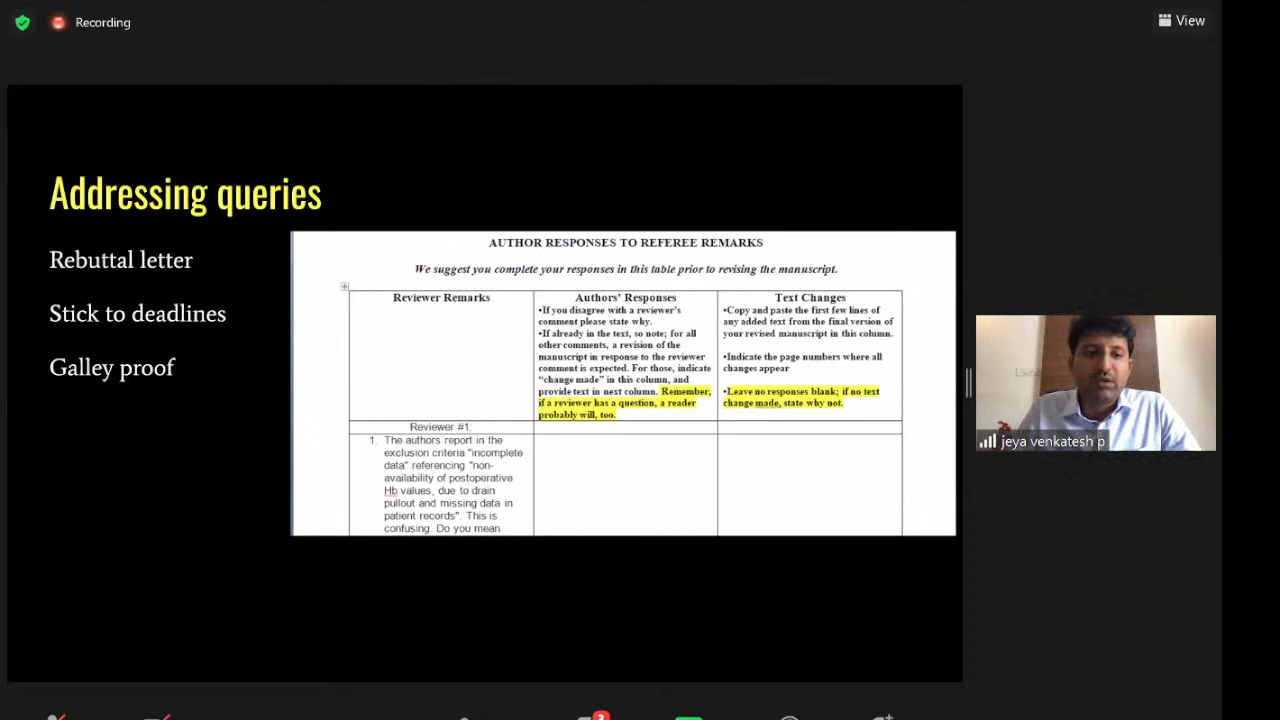 Recording
View
Addressing queries
Rebuttal letter
Stick to deadlines
Galley proof
AUTHOR RESPONSES TO REFEREE REMARKS
We suggest you complete your responses in this table prior to revising the manuscript.
Reviewer Remarks
Authors' Responses
•If you disagree with a reviewer's
comment please state why.
•If already in the text, so note; for all
other comments, a revision of the
manuscript in response to the reviewer
comment is expected. For those, indicate
"change made" in this column, and
provide text in next column. Remember,
if a reviewer has a question, a reader
probably will, too.
Text Changes
•Copy and paste the first few lines of
any added text from the final version of
your revised manuscript in this column.
•Indicate the page numbers where all
changes appear
•Leave no responses blank; if no text
change made, state why not.
Reviewer #1:
1. The authors report in the
exclusion criteria "incomplete
data" referencing "non-
availability of postoperative
Hb values, due to drain
pullout and missing data in
patient records". This is
confusing. Do you mean
jeya venkatesh p
3